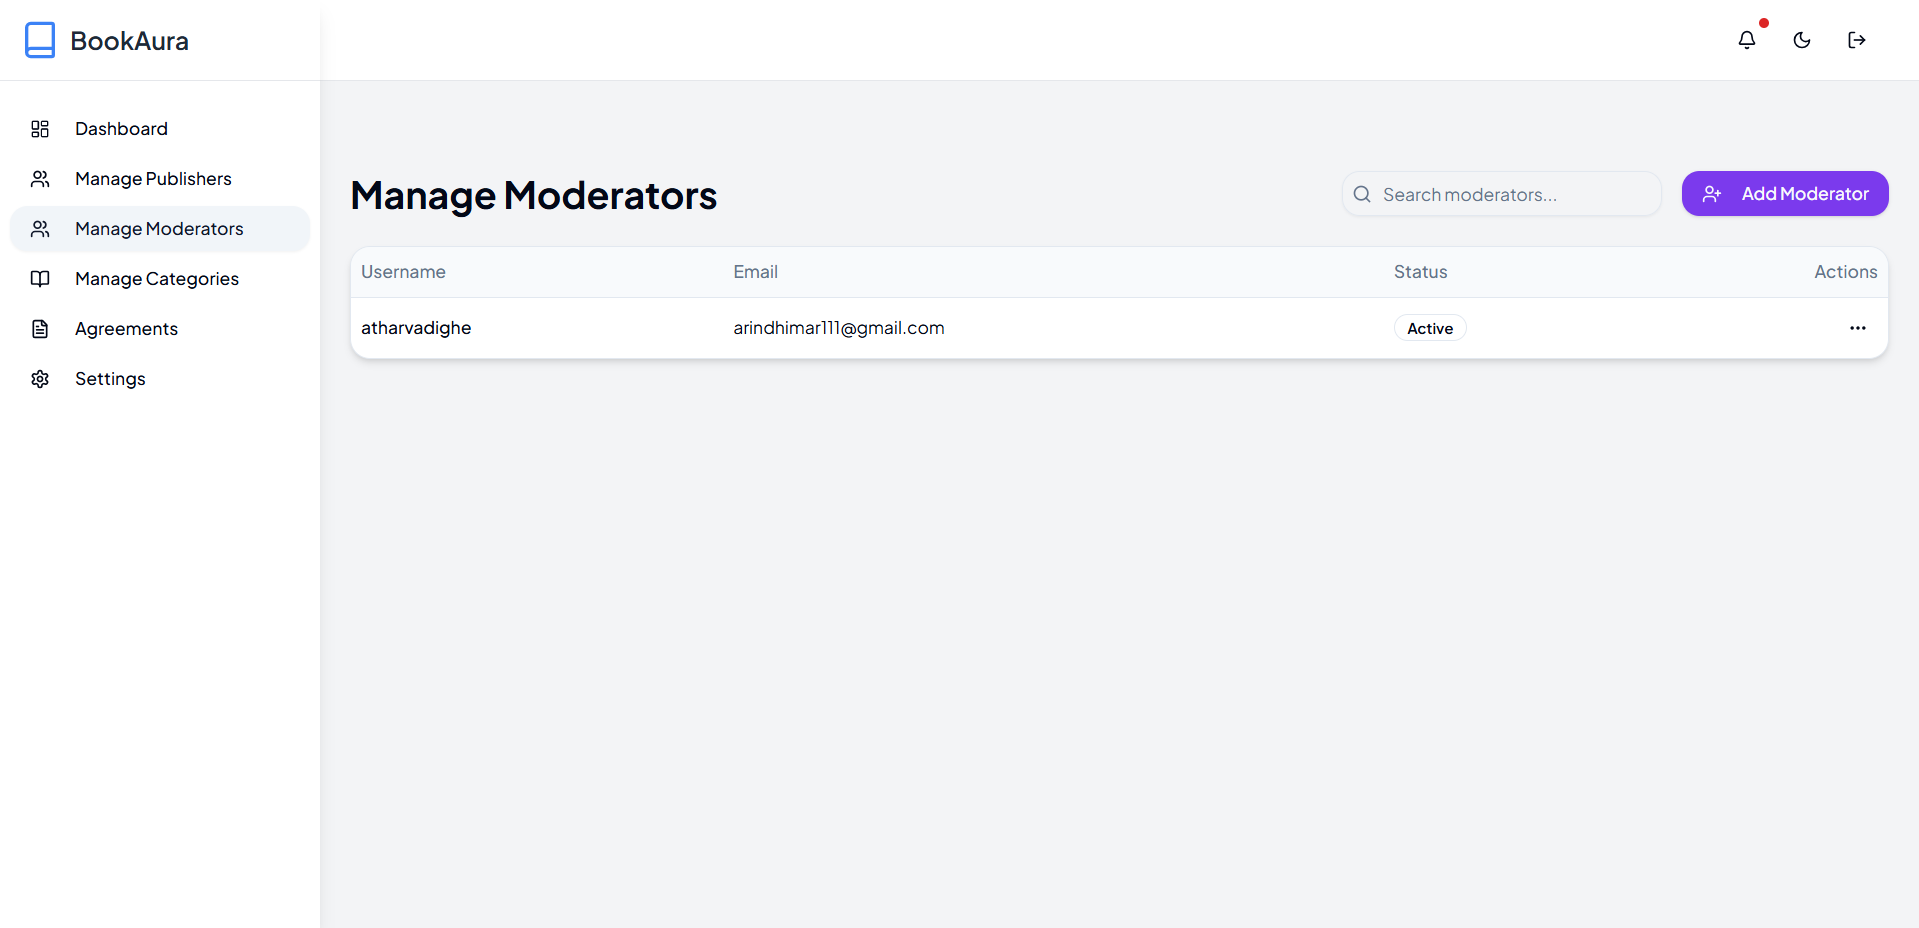 BookAura
Dashboard
Manage Publishers
Manage Moderators
Manage Categories
Agreements
Settings
Manage Moderators
Search moderators...
Add Moderator
Username Email Status Actions
atharvadighe arindhimar111@gmail.com Active